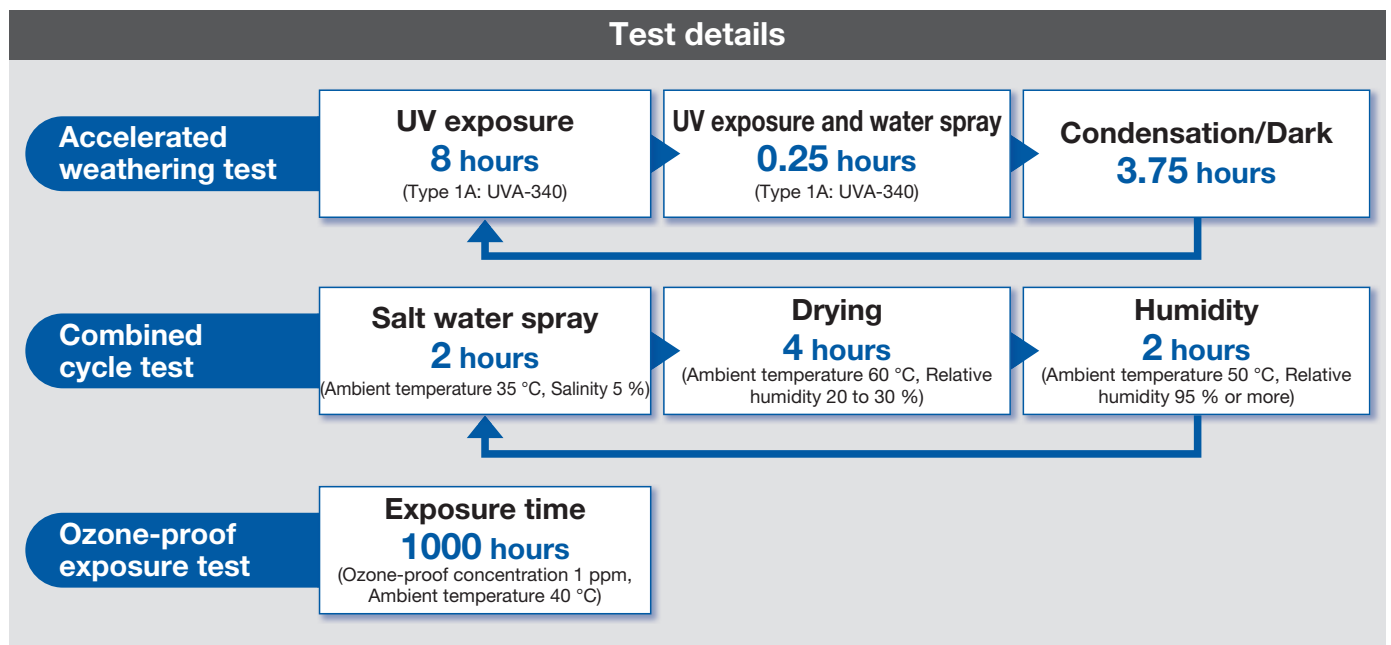 Test details
Accelerated
weathering test
UV exposure
8 hours
(Type 1A: UVA-340)
UV exposure and water spray
0.25 hours
(Type 1A: UVA-340)
Condensation/Dark
3.75 hours
Combined
cycle test
Salt water spray
2 hours
(Ambient temperature 35 °C, Salinity 5 %)
Drying
4 hours
(Ambient temperature 60 °C, Relative
humidity 20 to 30 %)
Humidity
2 hours
(Ambient temperature 50 °C, Relative
humidity 95 % or more)
Ozone-proof
exposure test
Exposure time
1000 hours
(Ozone-proof concentration 1 ppm,
Ambient temperature 40 °C)